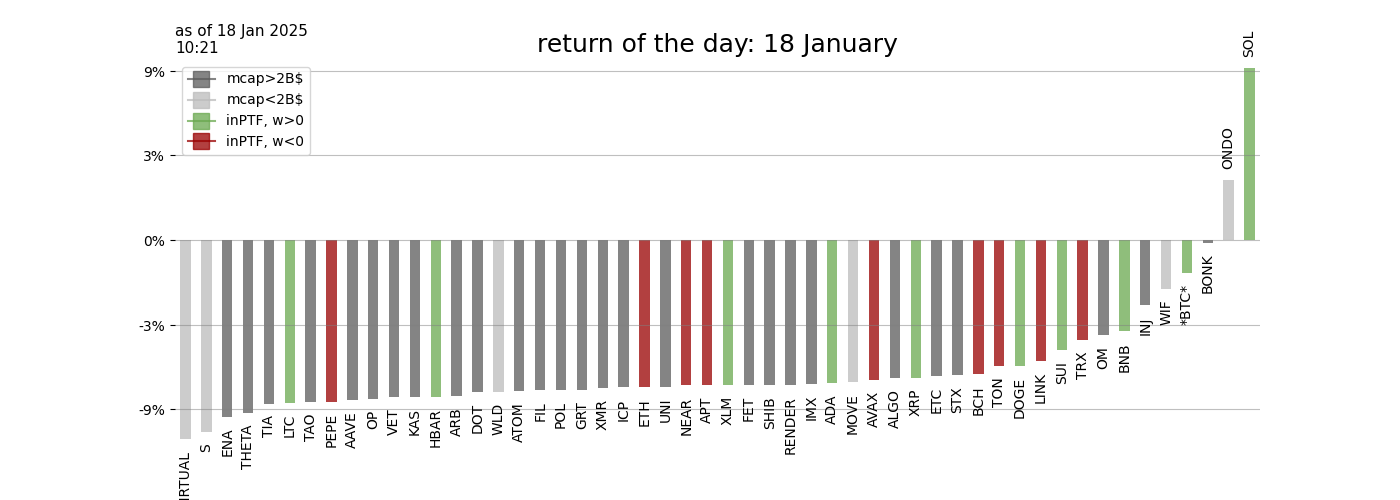 as of 18 Jan 2025
10:21
return of the day: 18 January
mcap>2B$
mcap<2B$
inPTF, w>0
inPTF, w<0
9%
3%
0%
-3%
-9%
IRTUAL
S
ENA
THETA
TIA
LTC
TAO
PEPE
AAVE
OP
VET
KAS
HBAR
ARB
DOT
WLD
ATOM
FIL
POL
GRT
XMR
ICP
ETH
UNI
NEAR
APT
XLM
FET
SHIB
RENDER
IMX
ADA
MOVE
AVAX
ALGO
XRP
ETC
STX
BCH
TON
DOGE
LINK
SUI
TRX
OM
BNB
INJ
WIF
*BTC*
BONK
ONDO
SOL